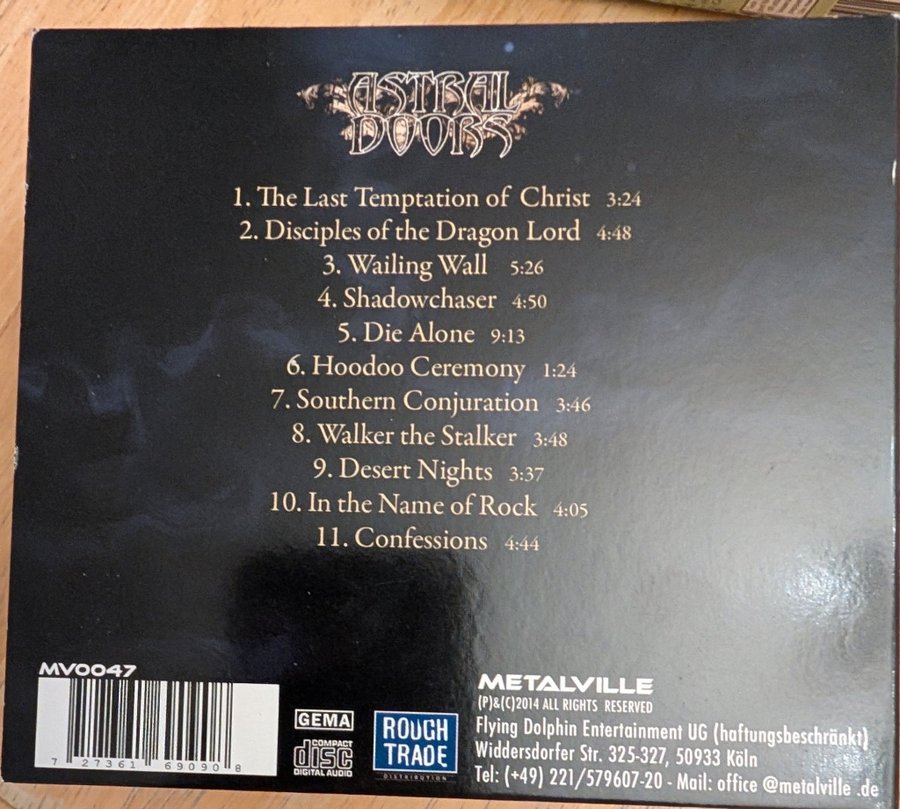 ASTRAL
DOORS
1. The Last Temptation of Christ 3:24
2. Disciples of the Dragon Lord 4:48
3. Wailing Wall 5:26
4. Shadowchaser 4:50
5. Die Alone 9:13
6. Hoodoo Ceremony 1:24
7. Southern Conjuration 3:46
8. Walker the Stalker 3:48
9. Desert Nights 3:37
10. In the Name of Rock 4:05
11. Confessions 4:44
MV0047
7 27361 69090 8
GEMA
COMPACT
disc
DIGITAL AUDIO
ROUGH
TRADE
DISTRIBUTION
METALVILLE
(P)&(C)2014 ALL RIGHTS RESERVED
Flying Dolphin Entertainment UG (haftungsbeschränkt)
Widdersdorfer Str. 325-327, 50933 Köln
Tel: (+49) 221/579607-20 - Mail: office @metalville .de